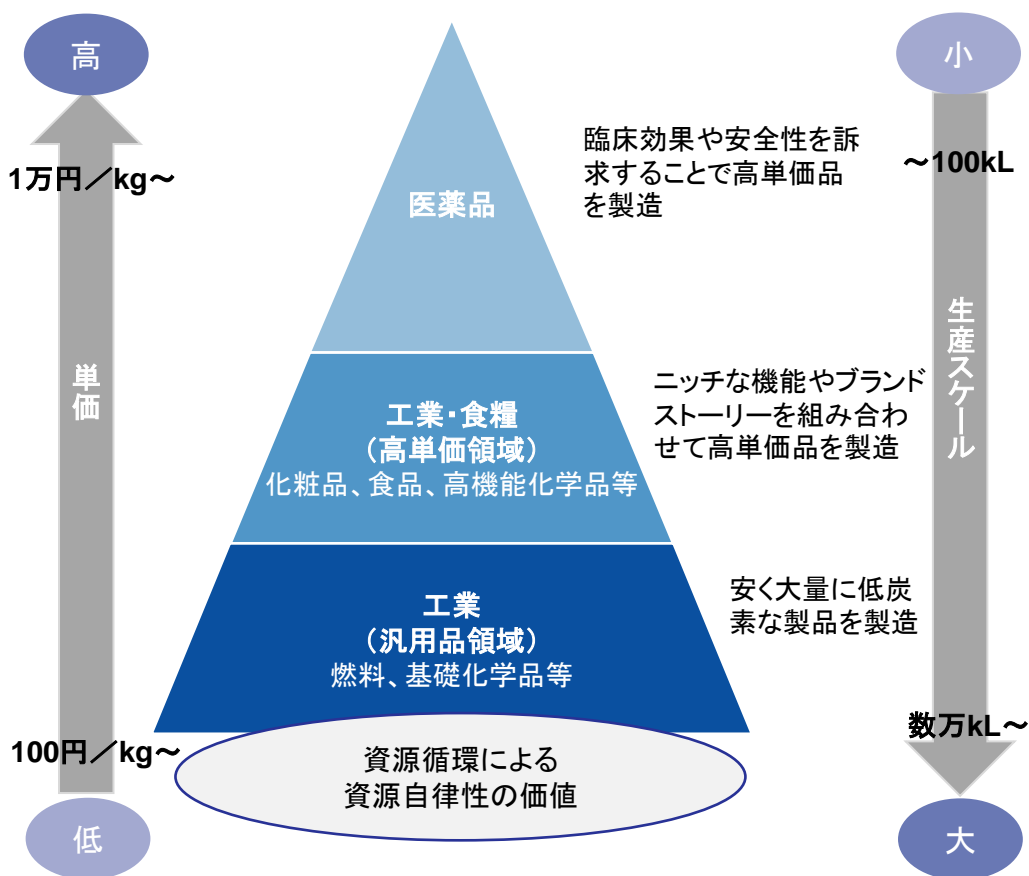 高
小
1万円／kg～
～100kL
臨床効果や安全性を訴
求することで高単価品
を製造
医薬品
単価
生産スケール
ニッチな機能やブランド
ストーリーを組み合わ
せて高単価品を製造
工業・食糧
（高単価領域）
化粧品、食品、高機能化学品等
安く大量に低炭
素な製品を製造
工業
（汎用品領域）
燃料、基礎化学品等
100円／kg～
数万kL～
資源循環による
資源自律性の価値
低
大